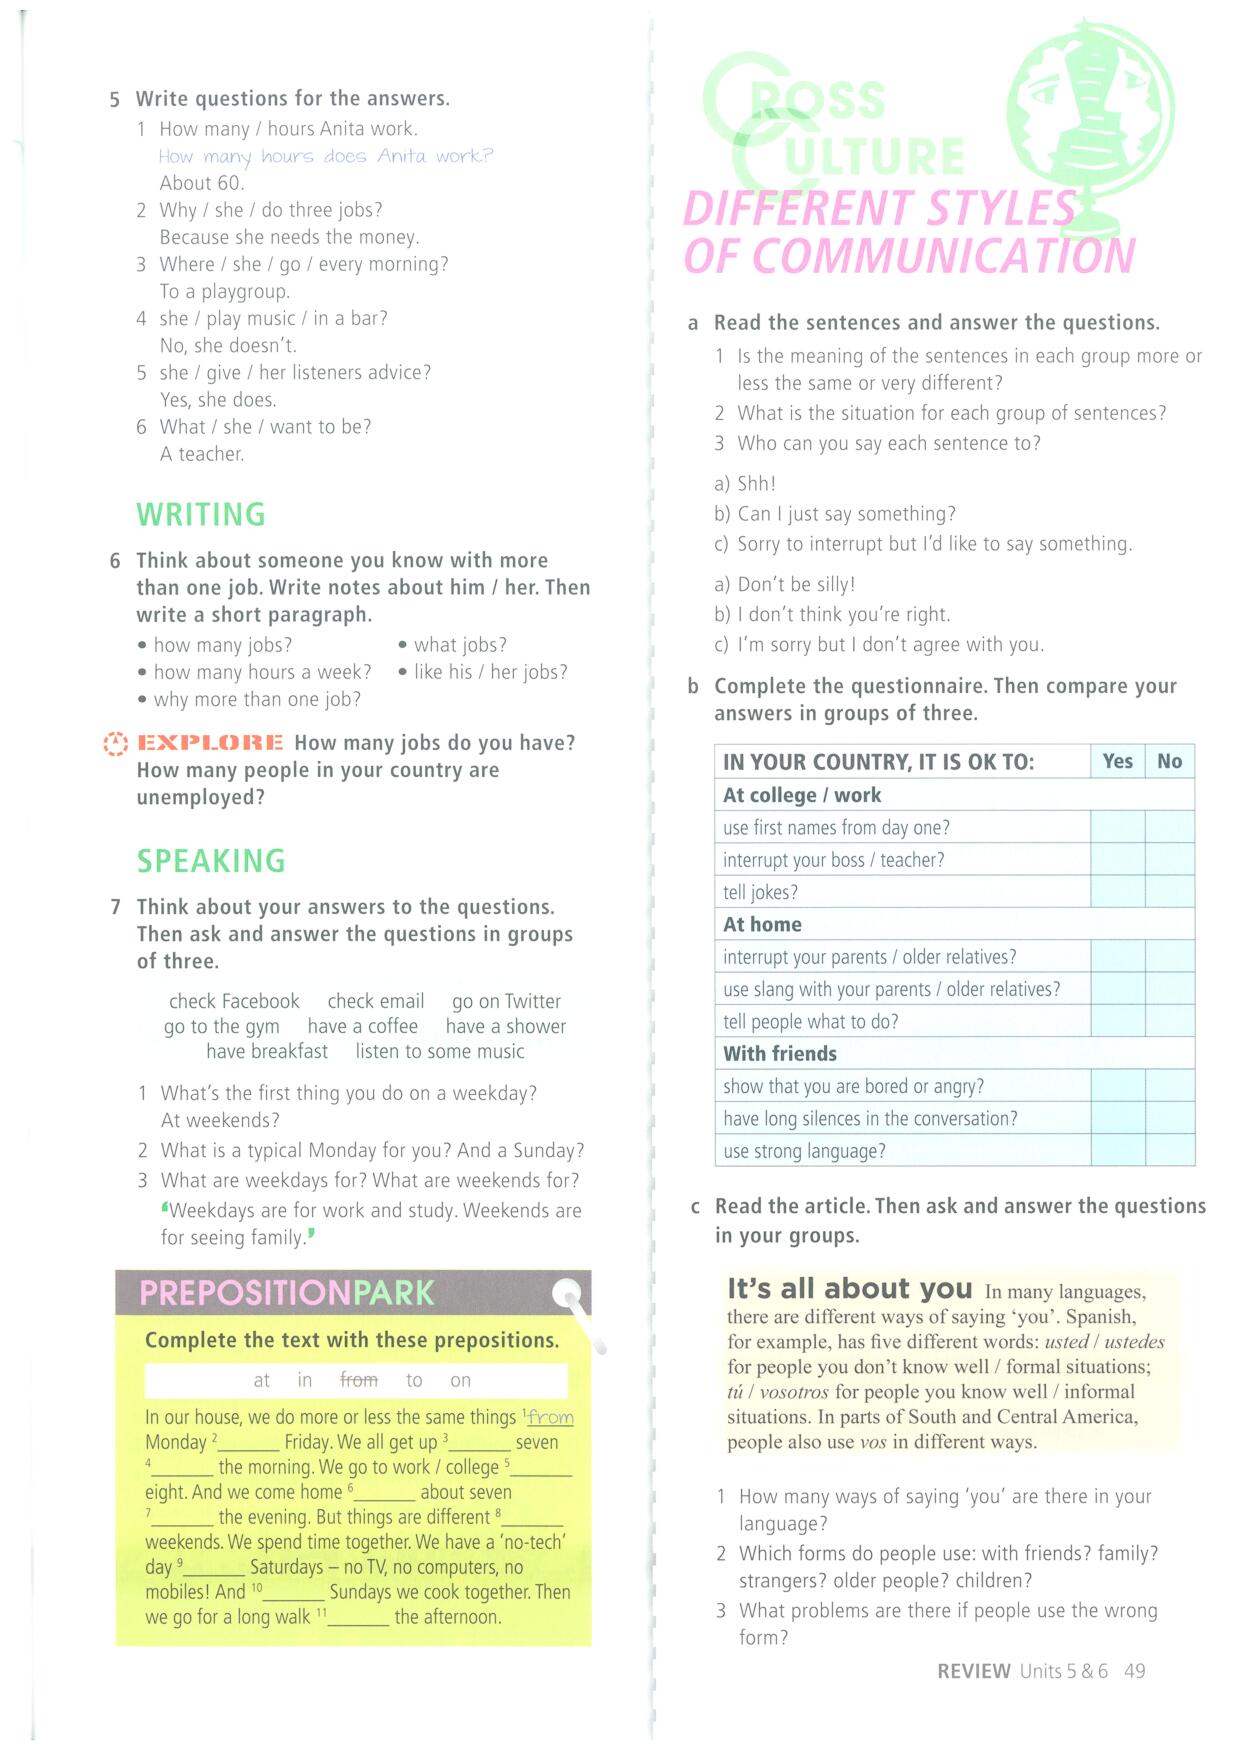 5 Write questions for the answers.
1 How many / hours Anita work.
How many hours does Anita work?
About 60.
2 Why / she / do three jobs?
Because she needs the money.
3 Where / she / go / every morning?
To a playgroup.
4 she / play music / in a bar?
No, she doesn't.
5 she / give / her listeners advice?
Yes, she does.
6 What / she / want to be?
A teacher.
WRITING
6 Think about someone you know with more
than one job. Write notes about him / her. Then
write a short paragraph.
• how many jobs? • what jobs?
• how many hours a week? • like his / her jobs?
• why more than one job?
EXPLORE How many jobs do you have?
How many people in your country are
unemployed?
SPEAKING
7 Think about your answers to the questions.
Then ask and answer the questions in groups
of three.
check Facebook check email go on Twitter
go to the gym have a coffee have a shower
have breakfast listen to some music
1 What's the first thing you do on a weekday?
At weekends?
2 What is a typical Monday for you? And a Sunday?
3 What are weekdays for? What are weekends for?
‘Weekdays are for work and study. Weekends are
for seeing family.’
PREPOSITIONPARK
Complete the text with these prepositions.
at in from to on
In our house, we do more or less the same things 1 from
Monday 2______ Friday. We all get up 3______ seven
4______ the morning. We go to work / college 5______
eight. And we come home 6______ about seven
7______ the evening. But things are different 8______
weekends. We spend time together. We have a 'no-tech'
day 9______ Saturdays – no TV, no computers, no
mobiles! And 10______ Sundays we cook together. Then
we go for a long walk 11______ the afternoon.
CROSS
CULTURE
DIFFERENT STYLES
OF COMMUNICATION
a Read the sentences and answer the questions.
1 Is the meaning of the sentences in each group more or
less the same or very different?
2 What is the situation for each group of sentences?
3 Who can you say each sentence to?
a) Shh!
b) Can I just say something?
c) Sorry to interrupt but I'd like to say something.
a) Don't be silly!
b) I don't think you're right.
c) I'm sorry but I don't agree with you.
b Complete the questionnaire. Then compare your
answers in groups of three.
IN YOUR COUNTRY, IT IS OK TO: Yes No
At college / work
use first names from day one?
interrupt your boss / teacher?
tell jokes?
At home
interrupt your parents / older relatives?
use slang with your parents / older relatives?
tell people what to do?
With friends
show that you are bored or angry?
have long silences in the conversation?
use strong language?
c Read the article. Then ask and answer the questions
in your groups.
It's all about you In many languages,
there are different ways of saying 'you'. Spanish,
for example, has five different words: usted / ustedes
for people you don't know well / formal situations;
tú / vosotros for people you know well / informal
situations. In parts of South and Central America,
people also use vos in different ways.
1 How many ways of saying 'you' are there in your
language?
2 Which forms do people use: with friends? family?
strangers? older people? children?
3 What problems are there if people use the wrong
form?
REVIEW Units 5 & 6 49